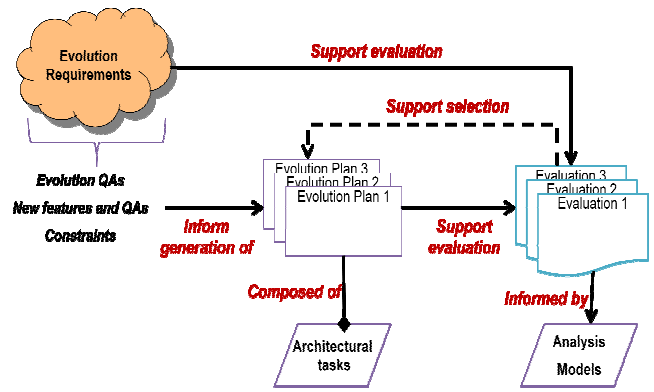 Evolution
Requirements
Support evaluation
Support selection
Evolution QAs
New features and QAs
Constraints
Inform
generation of
Evolution Plan 3
Evolution Plan 2
Evolution Plan 1
Support
evaluation
Evaluation 3
Evaluation 2
Evaluation 1
Composed of
Informed by
Architectural
tasks
Analysis
Models